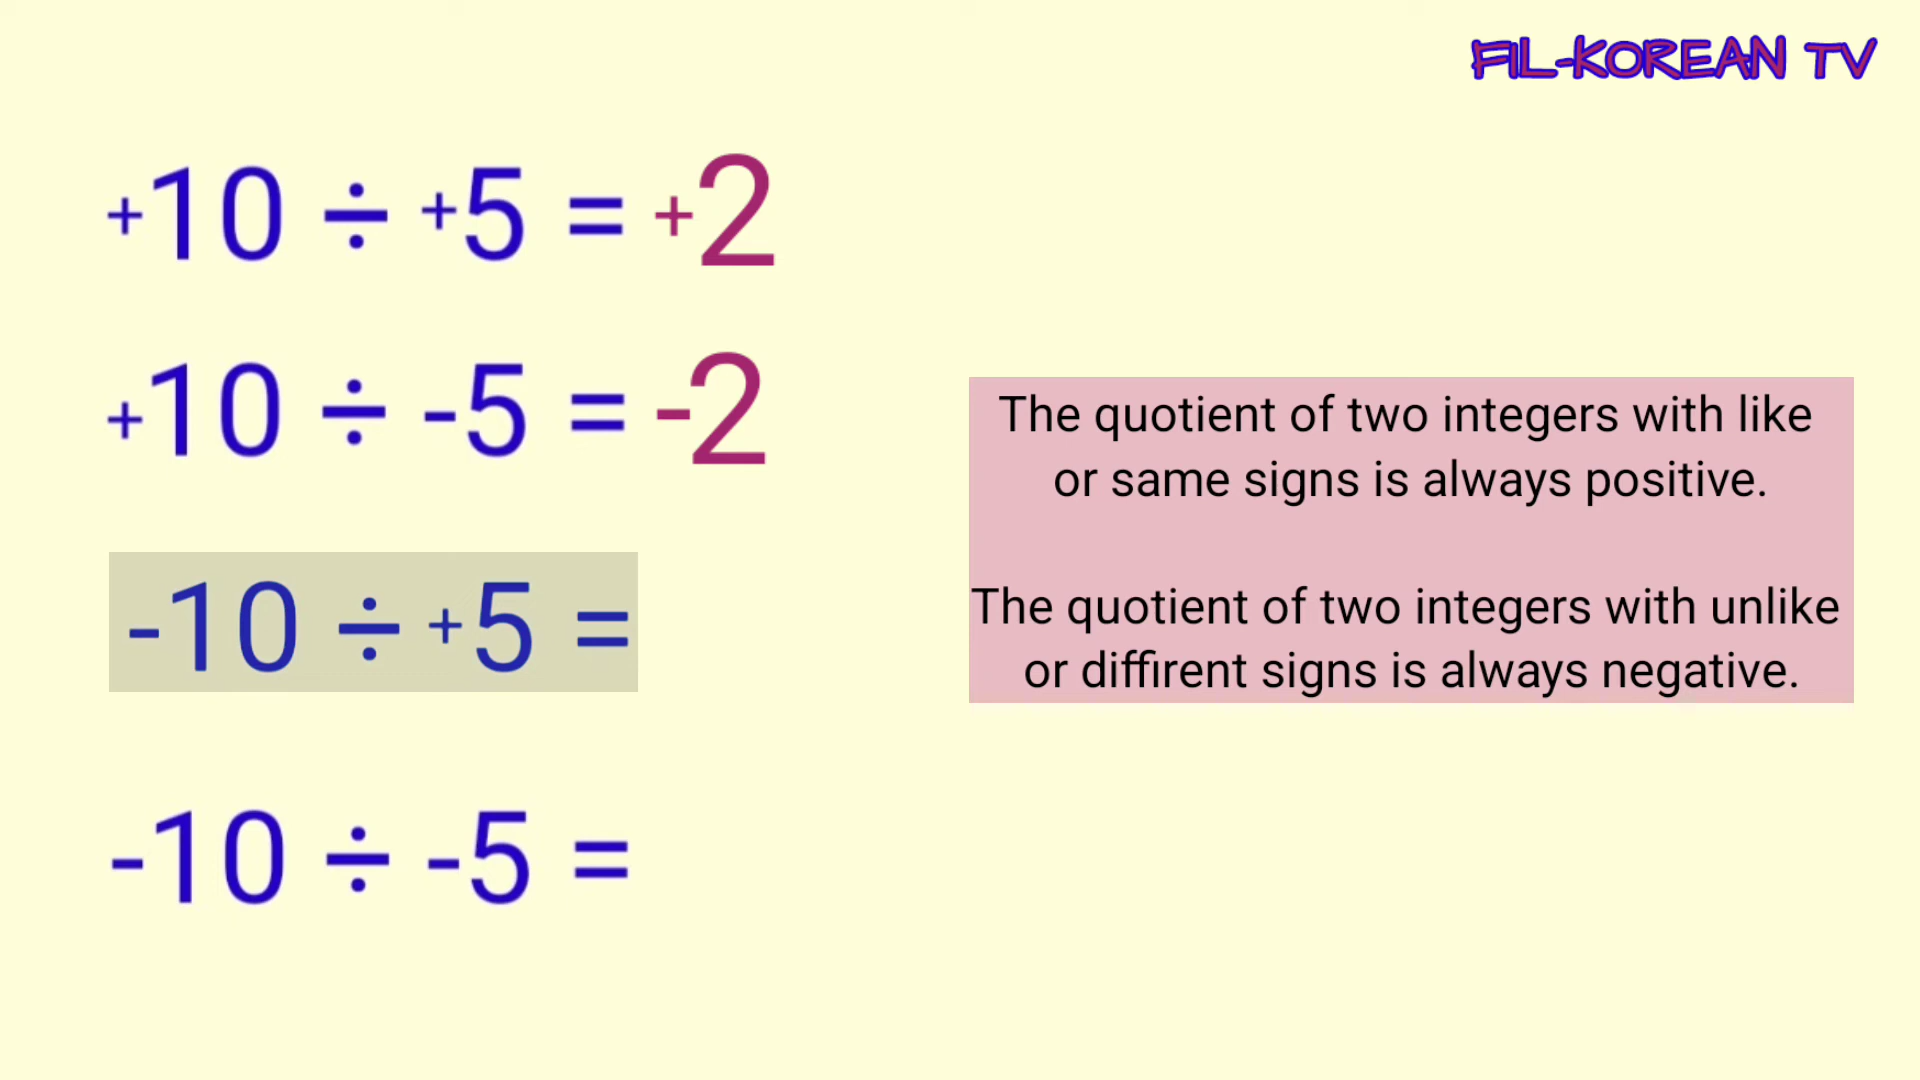 FIL-KOREAN TV
+10 ÷ +5 = +2
+10 ÷ -5 = -2
The quotient of two integers with like
or same signs is always positive.
The quotient of two integers with unlike
or diffirent signs is always negative.
-10 ÷ +5 =
-10 ÷ -5 =